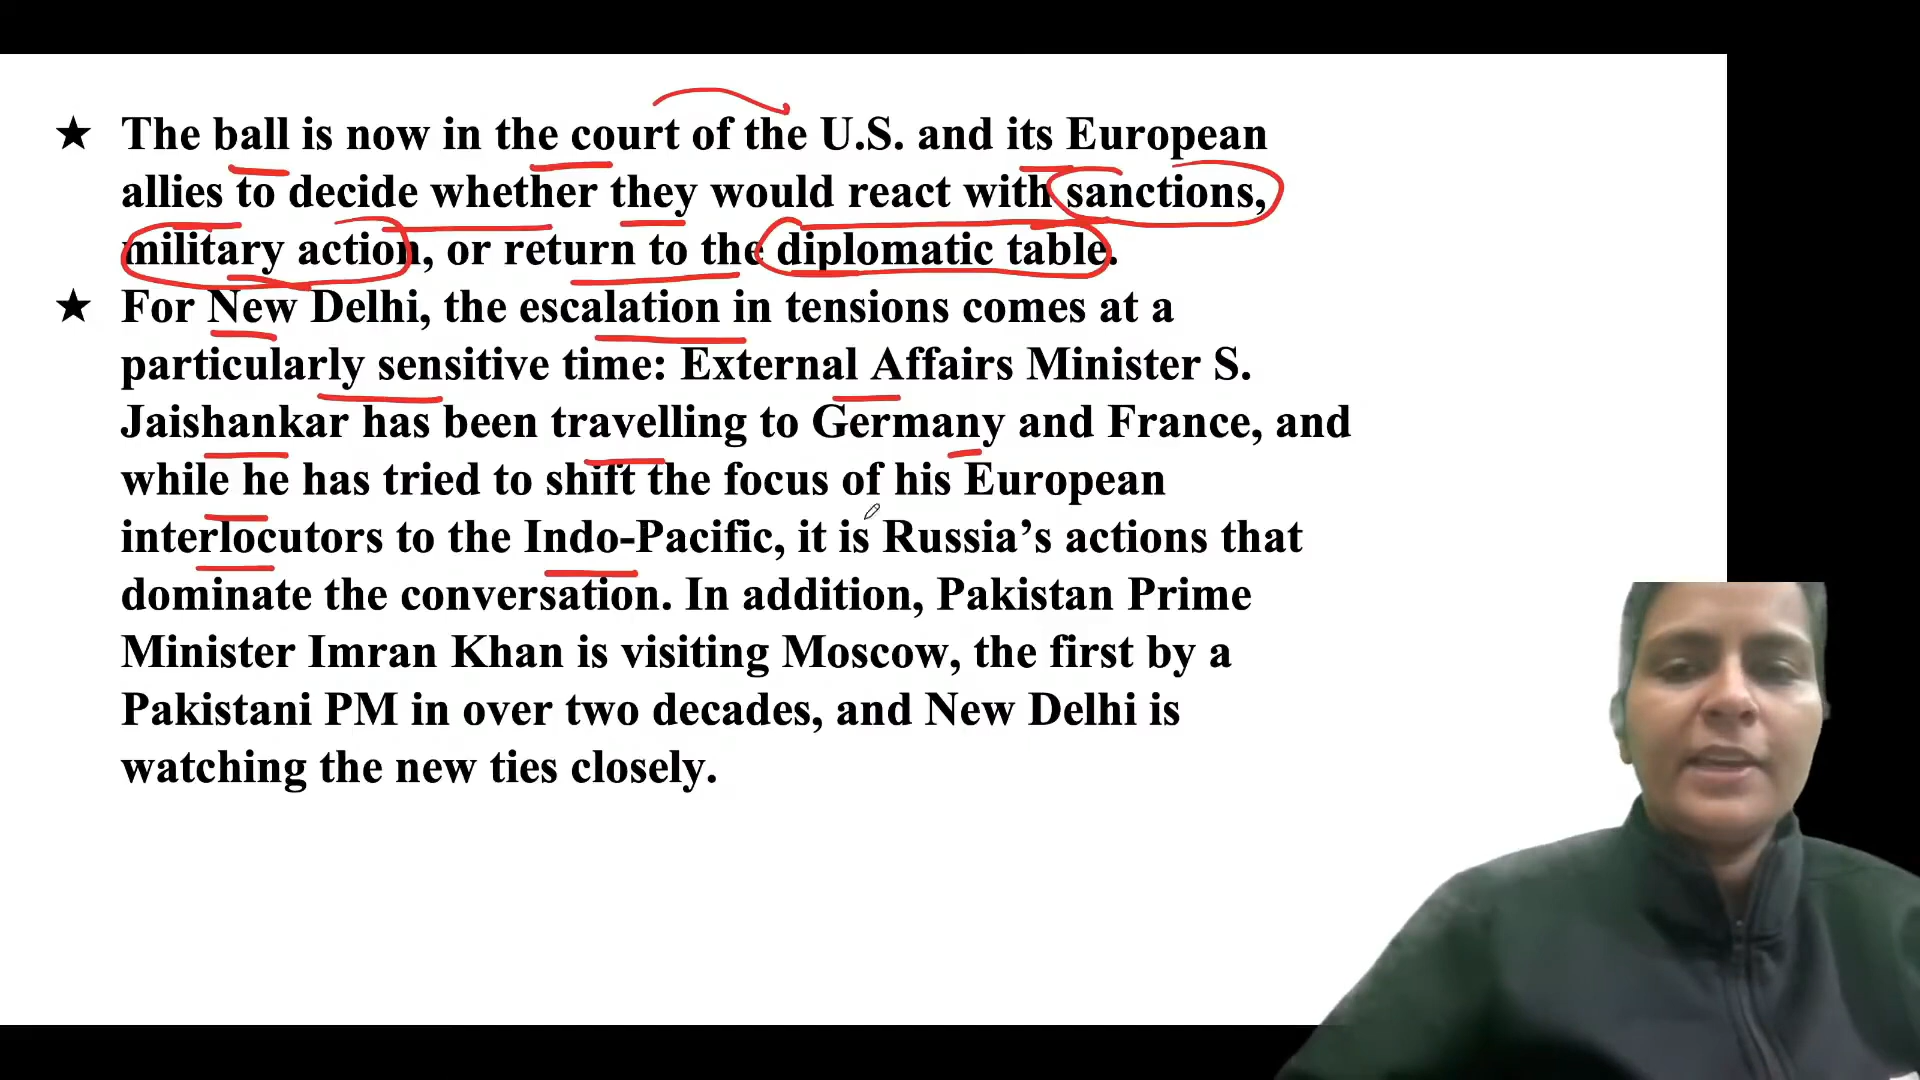 ★ The ball is now in the court of the U.S. and its European
allies to decide whether they would react with sanctions,
military action, or return to the diplomatic table.
★ For New Delhi, the escalation in tensions comes at a
particularly sensitive time: External Affairs Minister S.
Jaishankar has been travelling to Germany and France, and
while he has tried to shift the focus of his European
interlocutors to the Indo-Pacific, it is Russia’s actions that
dominate the conversation. In addition, Pakistan Prime
Minister Imran Khan is visiting Moscow, the first by a
Pakistani PM in over two decades, and New Delhi is
watching the new ties closely.